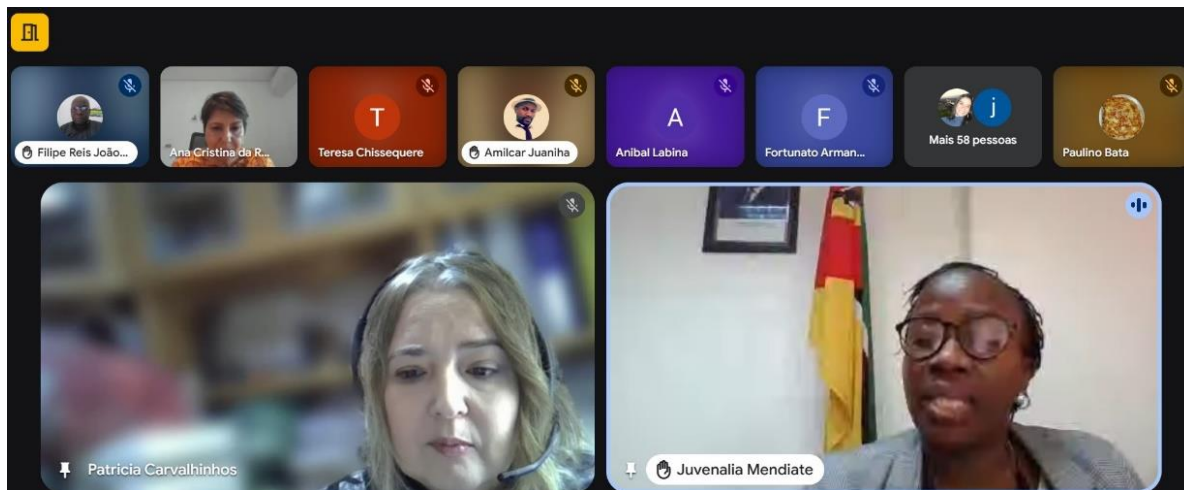 Filipe Reis João...
Ana Cristina da R...
T
Teresa Chissequere
Amilcar Juaniha
A
Anibal Labina
F
Fortunato Arman...
j
Mais 58 pessoas
Paulino Bata
Patricia Carvalhinhos
Juvenalia Mendiate